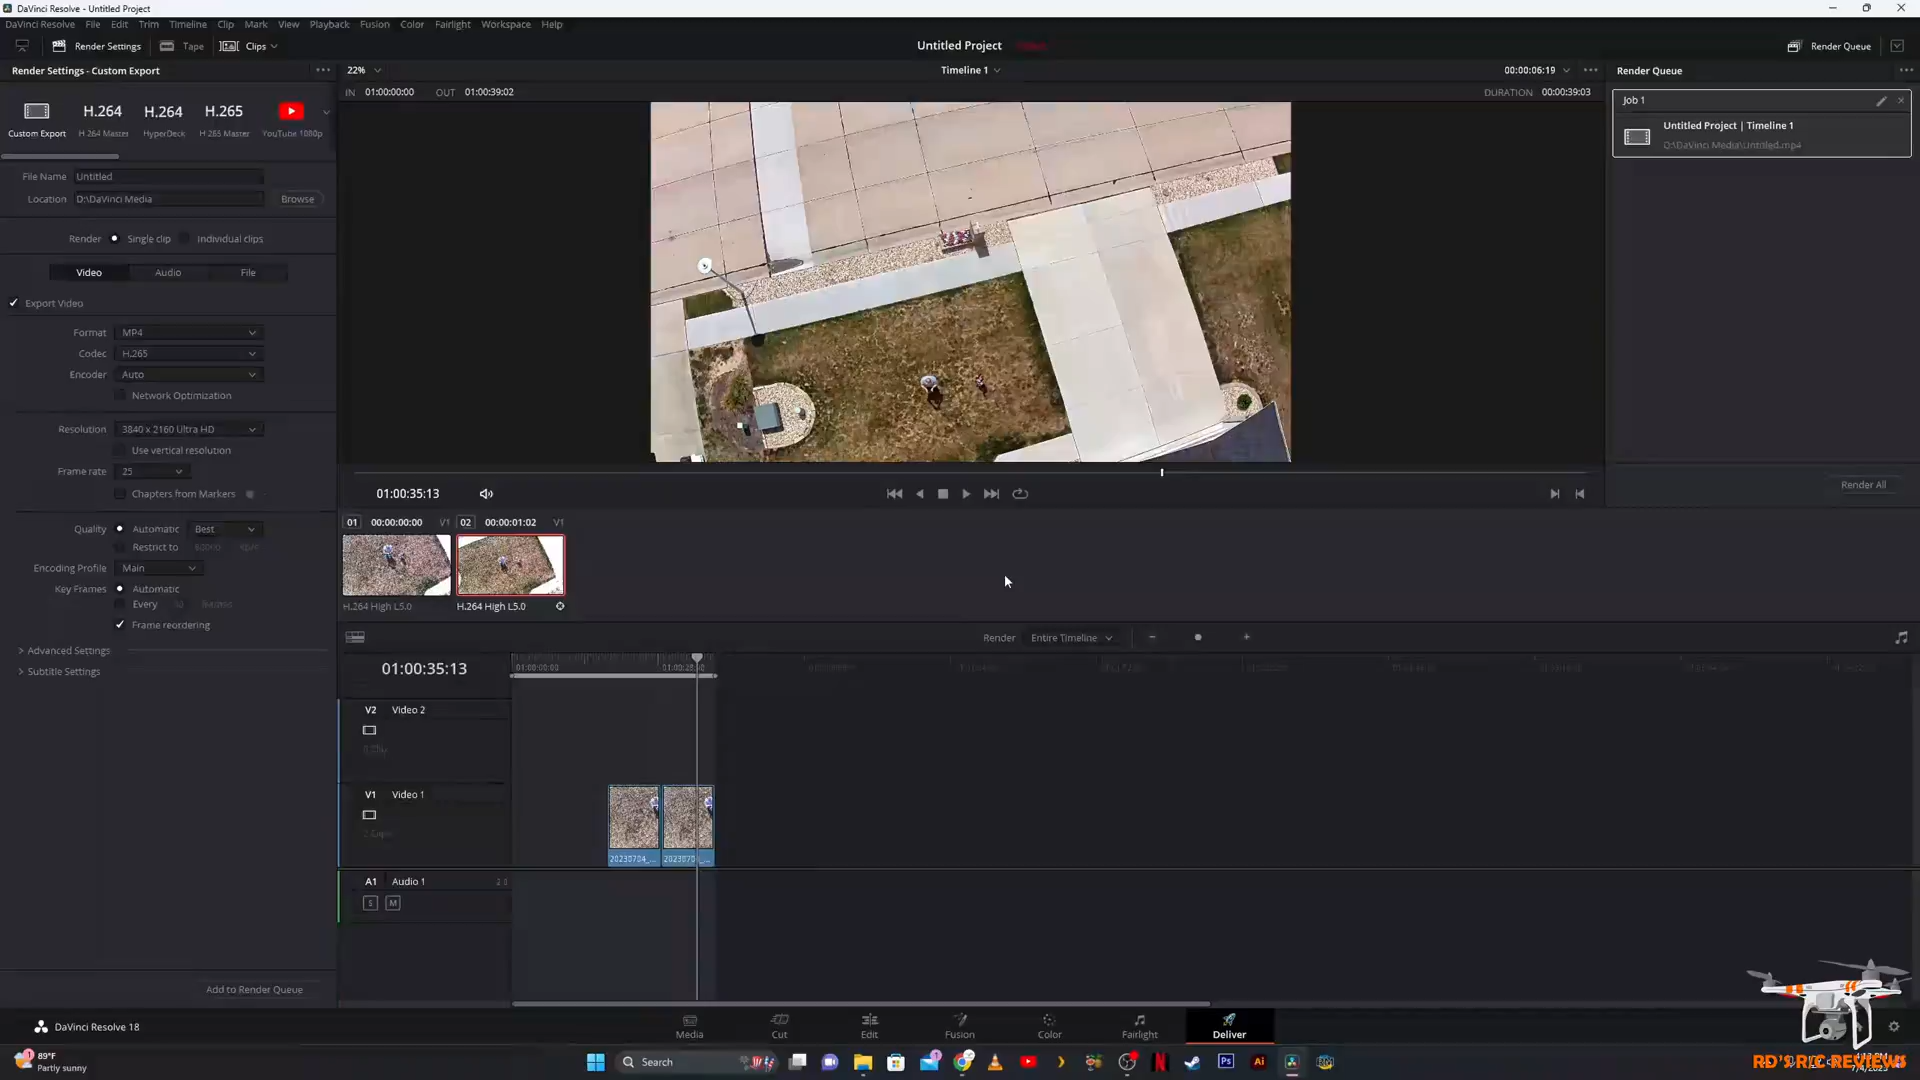 DaVinci Resolve - Untitled Project
DaVinci Resolve File Edit Trim Timeline Clip Mark View Playback Fusion Color Fairlight Workspace Help
Render Settings Tape Clips Untitled Project Render Queue
Render Settings - Custom Export 22% Timeline 1 00:00:06:19 Render Queue
IN 01:00:00:00 OUT 01:00:39:02 DURATION 00:00:39:03
Job 1
H.264 H.264 H.265
Custom Export H 264 Master HyperDeck H 265 Master YouTube 1080p
Untitled Project | Timeline 1
D:\DaVinci Media\Untitled.mp4
File Name Untitled
Location D:\DaVinci Media Browse
Render Single clip Individual clips
Video Audio File
Export Video
Format MP4
Codec H.265
Encoder Auto
Network Optimization
Resolution 3840 x 2160 Ultra HD
Use vertical resolution
Frame rate 25
Chapters from Markers
01:00:35:13
Render All
Quality Automatic Best
Restrict to
Encoding Profile Main
Key Frames Automatic
Every
Frame reordering
Advanced Settings
Subtitle Settings
01 00:00:00:00 V1 02 00:00:01:02 V1
H.264 High L5.0 H.264 High L5.0
Render Entire Timeline
01:00:35:13 01:00:00:00
V2 Video 2
V1 Video 1
20230704_...
A1 Audio 1
S M
Add to Render Queue
DaVinci Resolve 18 Media Cut Edit Fusion Color Fairlight Deliver
89°F
Partly sunny
Search
Ps Ai
RD'S R/C REVIEWS